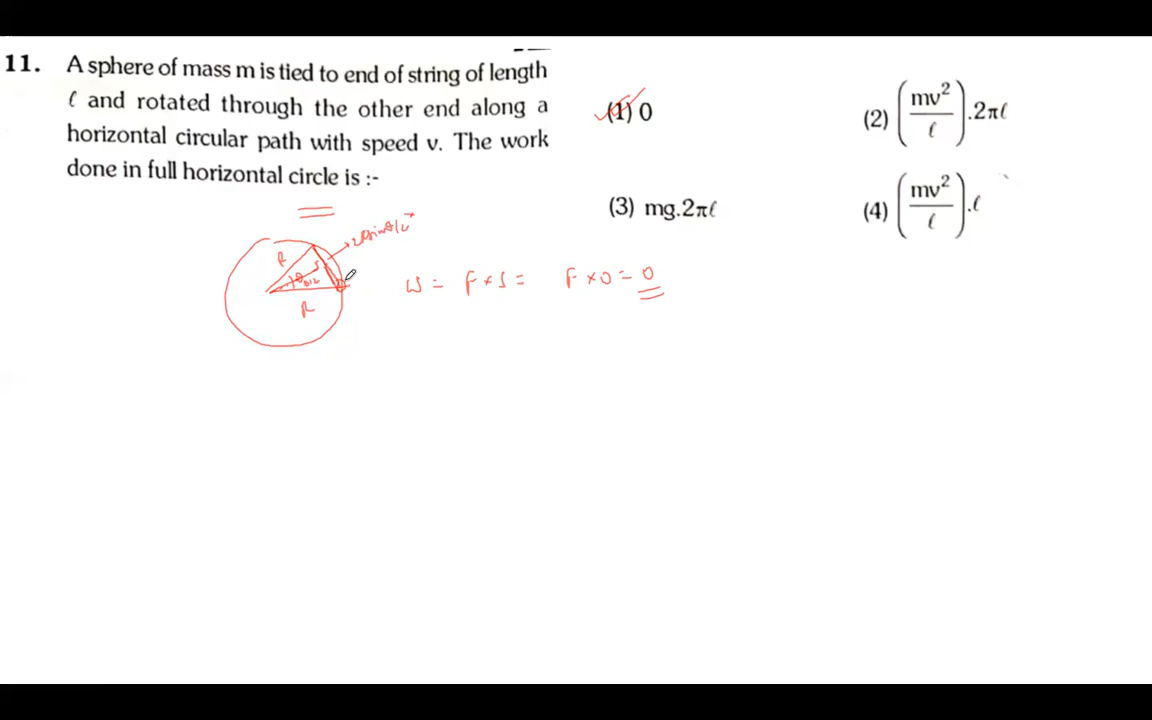 11. A sphere of mass m is tied to end of string of length
ℓ and rotated through the other end along a
horizontal circular path with speed v. The work
done in full horizontal circle is :-
(1) 0
(2) (mv²/ℓ).2πℓ
(3) mg.2πℓ
(4) (mv²/ℓ).ℓ
R
θ
R
W = F × S = F × 0 = 0